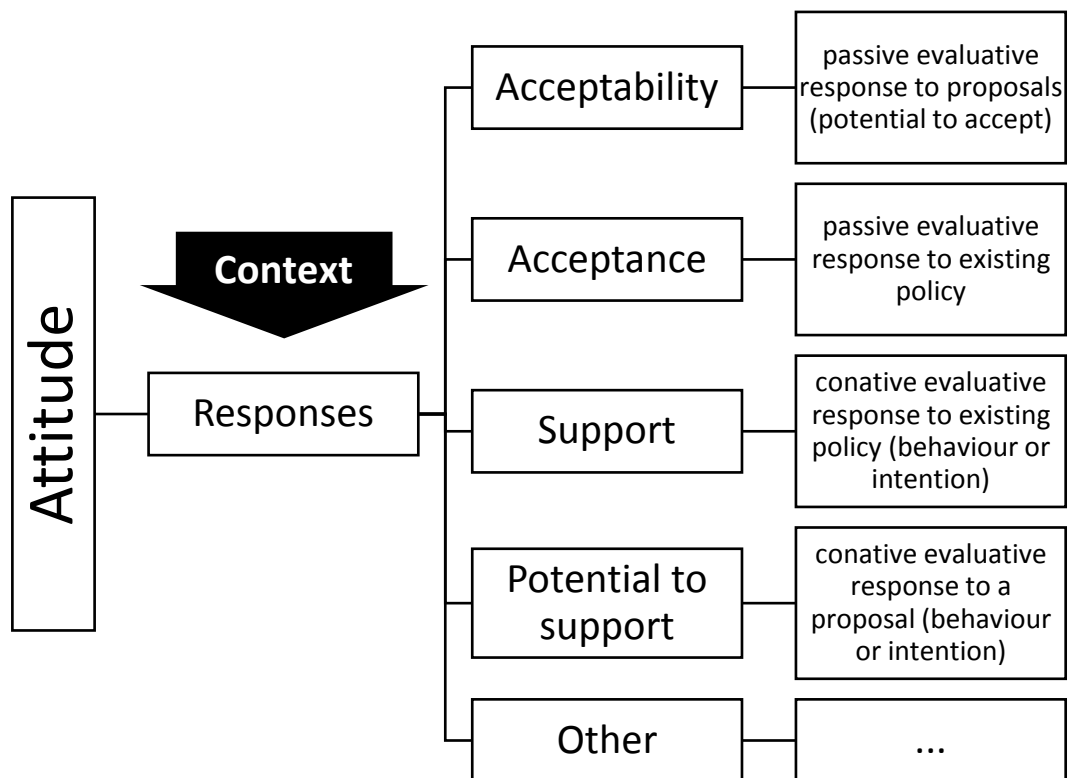 Attitude
Context
Responses
Acceptability
passive evaluative
response to proposals
(potential to accept)
Acceptance
passive evaluative
response to existing
policy
Support
conative evaluative
response to existing
policy (behaviour or
intention)
Potential to
support
conative evaluative
response to a
proposal (behaviour
or intention)
Other
...